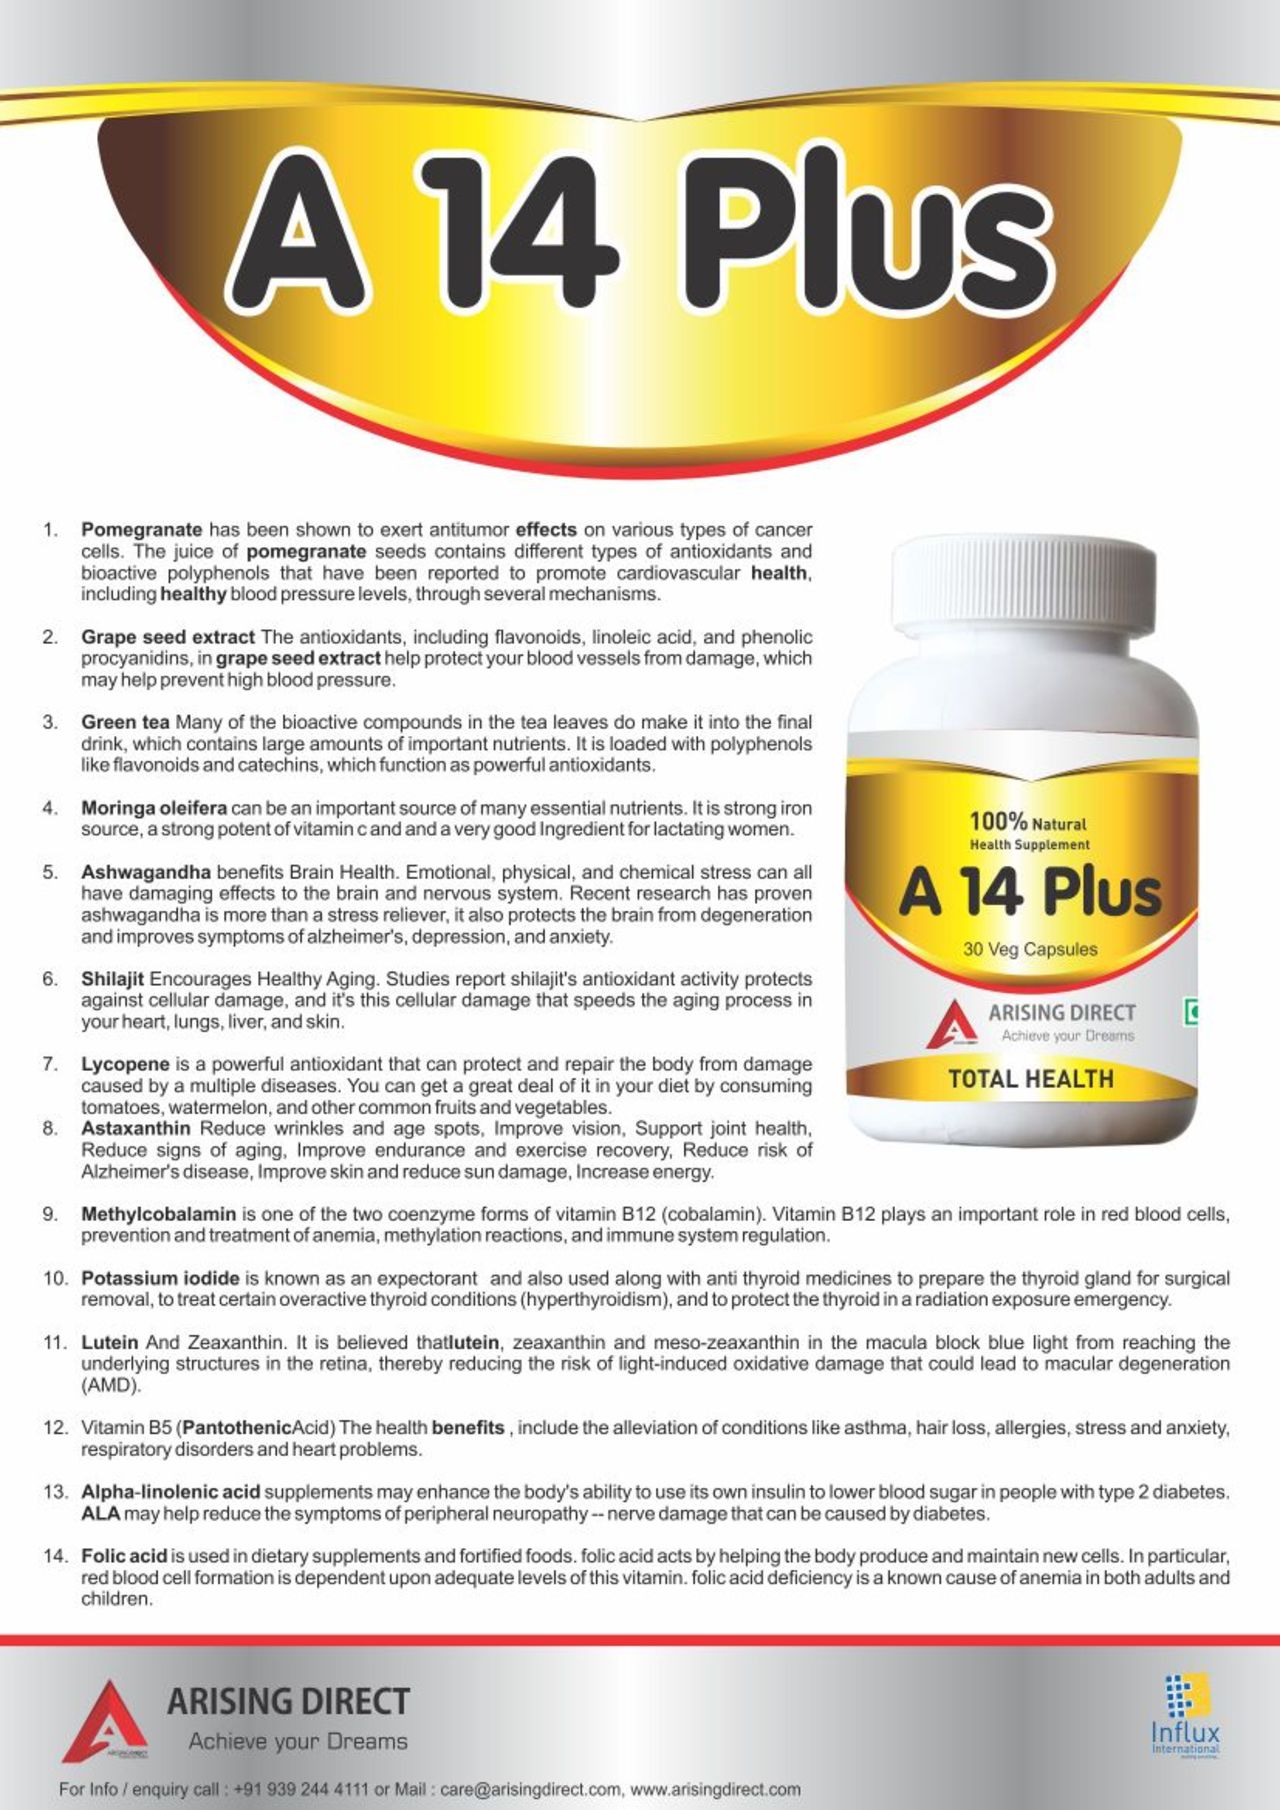 A 14 Plus
1. Pomegranate has been shown to exert antitumor effects on various types of cancer
cells. The juice of pomegranate seeds contains different types of antioxidants and
bioactive polyphenols that have been reported to promote cardiovascular health,
including healthy blood pressure levels, through several mechanisms.
2. Grape seed extract The antioxidants, including flavonoids, linoleic acid, and phenolic
procyanidins, in grape seed extract help protect your blood vessels from damage, which
may help prevent high blood pressure.
3. Green tea Many of the bioactive compounds in the tea leaves do make it into the final
drink, which contains large amounts of important nutrients. It is loaded with polyphenols
like flavonoids and catechins, which function as powerful antioxidants.
4. Moringa oleifera can be an important source of many essential nutrients. It is strong iron
source, a strong potent of vitamin c and and a very good Ingredient for lactating women.
5. Ashwagandha benefits Brain Health. Emotional, physical, and chemical stress can all
have damaging effects to the brain and nervous system. Recent research has proven
ashwagandha is more than a stress reliever, it also protects the brain from degeneration
and improves symptoms of alzheimer's, depression, and anxiety.
6. Shilajit Encourages Healthy Aging. Studies report shilajit's antioxidant activity protects
against cellular damage, and it's this cellular damage that speeds the aging process in
your heart, lungs, liver, and skin.
7. Lycopene is a powerful antioxidant that can protect and repair the body from damage
caused by a multiple diseases. You can get a great deal of it in your diet by consuming
tomatoes, watermelon, and other common fruits and vegetables.
8. Astaxanthin Reduce wrinkles and age spots, Improve vision, Support joint health,
Reduce signs of aging, Improve endurance and exercise recovery, Reduce risk of
Alzheimer's disease, Improve skin and reduce sun damage, Increase energy.
100% Natural
Health Supplement
A 14 Plus
30 Veg Capsules
ARISING DIRECT
Achieve your Dreams
TOTAL HEALTH
9. Methylcobalamin is one of the two coenzyme forms of vitamin B12 (cobalamin). Vitamin B12 plays an important role in red blood cells,
prevention and treatment of anemia, methylation reactions, and immune system regulation.
10. Potassium iodide is known as an expectorant and also used along with anti thyroid medicines to prepare the thyroid gland for surgical
removal, to treat certain overactive thyroid conditions (hyperthyroidism), and to protect the thyroid in a radiation exposure emergency.
11. Lutein And Zeaxanthin. It is believed thatlutein, zeaxanthin and meso-zeaxanthin in the macula block blue light from reaching the
underlying structures in the retina, thereby reducing the risk of light-induced oxidative damage that could lead to macular degeneration
(AMD).
12. Vitamin B5 (PantothenicAcid) The health benefits , include the alleviation of conditions like asthma, hair loss, allergies, stress and anxiety,
respiratory disorders and heart problems.
13. Alpha-linolenic acid supplements may enhance the body's ability to use its own insulin to lower blood sugar in people with type 2 diabetes.
ALA may help reduce the symptoms of peripheral neuropathy -- nerve damage that can be caused by diabetes.
14. Folic acid is used in dietary supplements and fortified foods. folic acid acts by helping the body produce and maintain new cells. In particular,
red blood cell formation is dependent upon adequate levels of this vitamin. folic acid deficiency is a known cause of anemia in both adults and
children.
ARISING DIRECT
Achieve your Dreams
Influx
International
For Info / enquiry call : +91 939 244 4111 or Mail : care@arisingdirect.com, www.arisingdirect.com